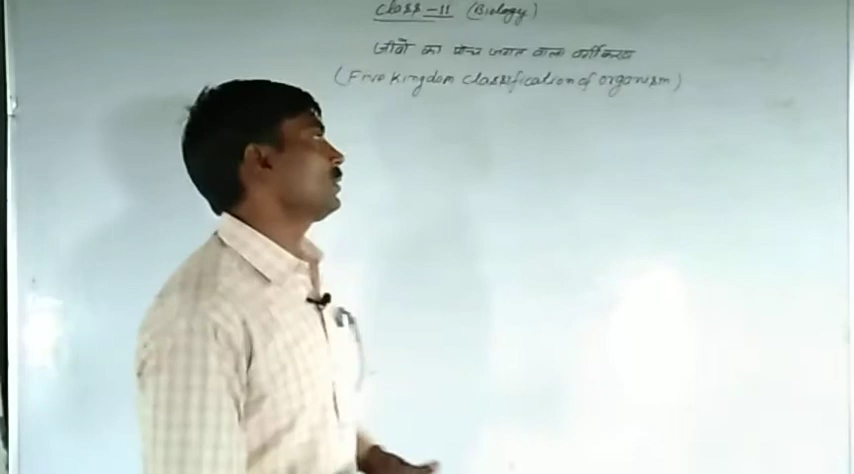 Class-11 (Biology)
जीवों का पांच जगत वाला वर्गीकरण
(Five Kingdom Classification of Organism)